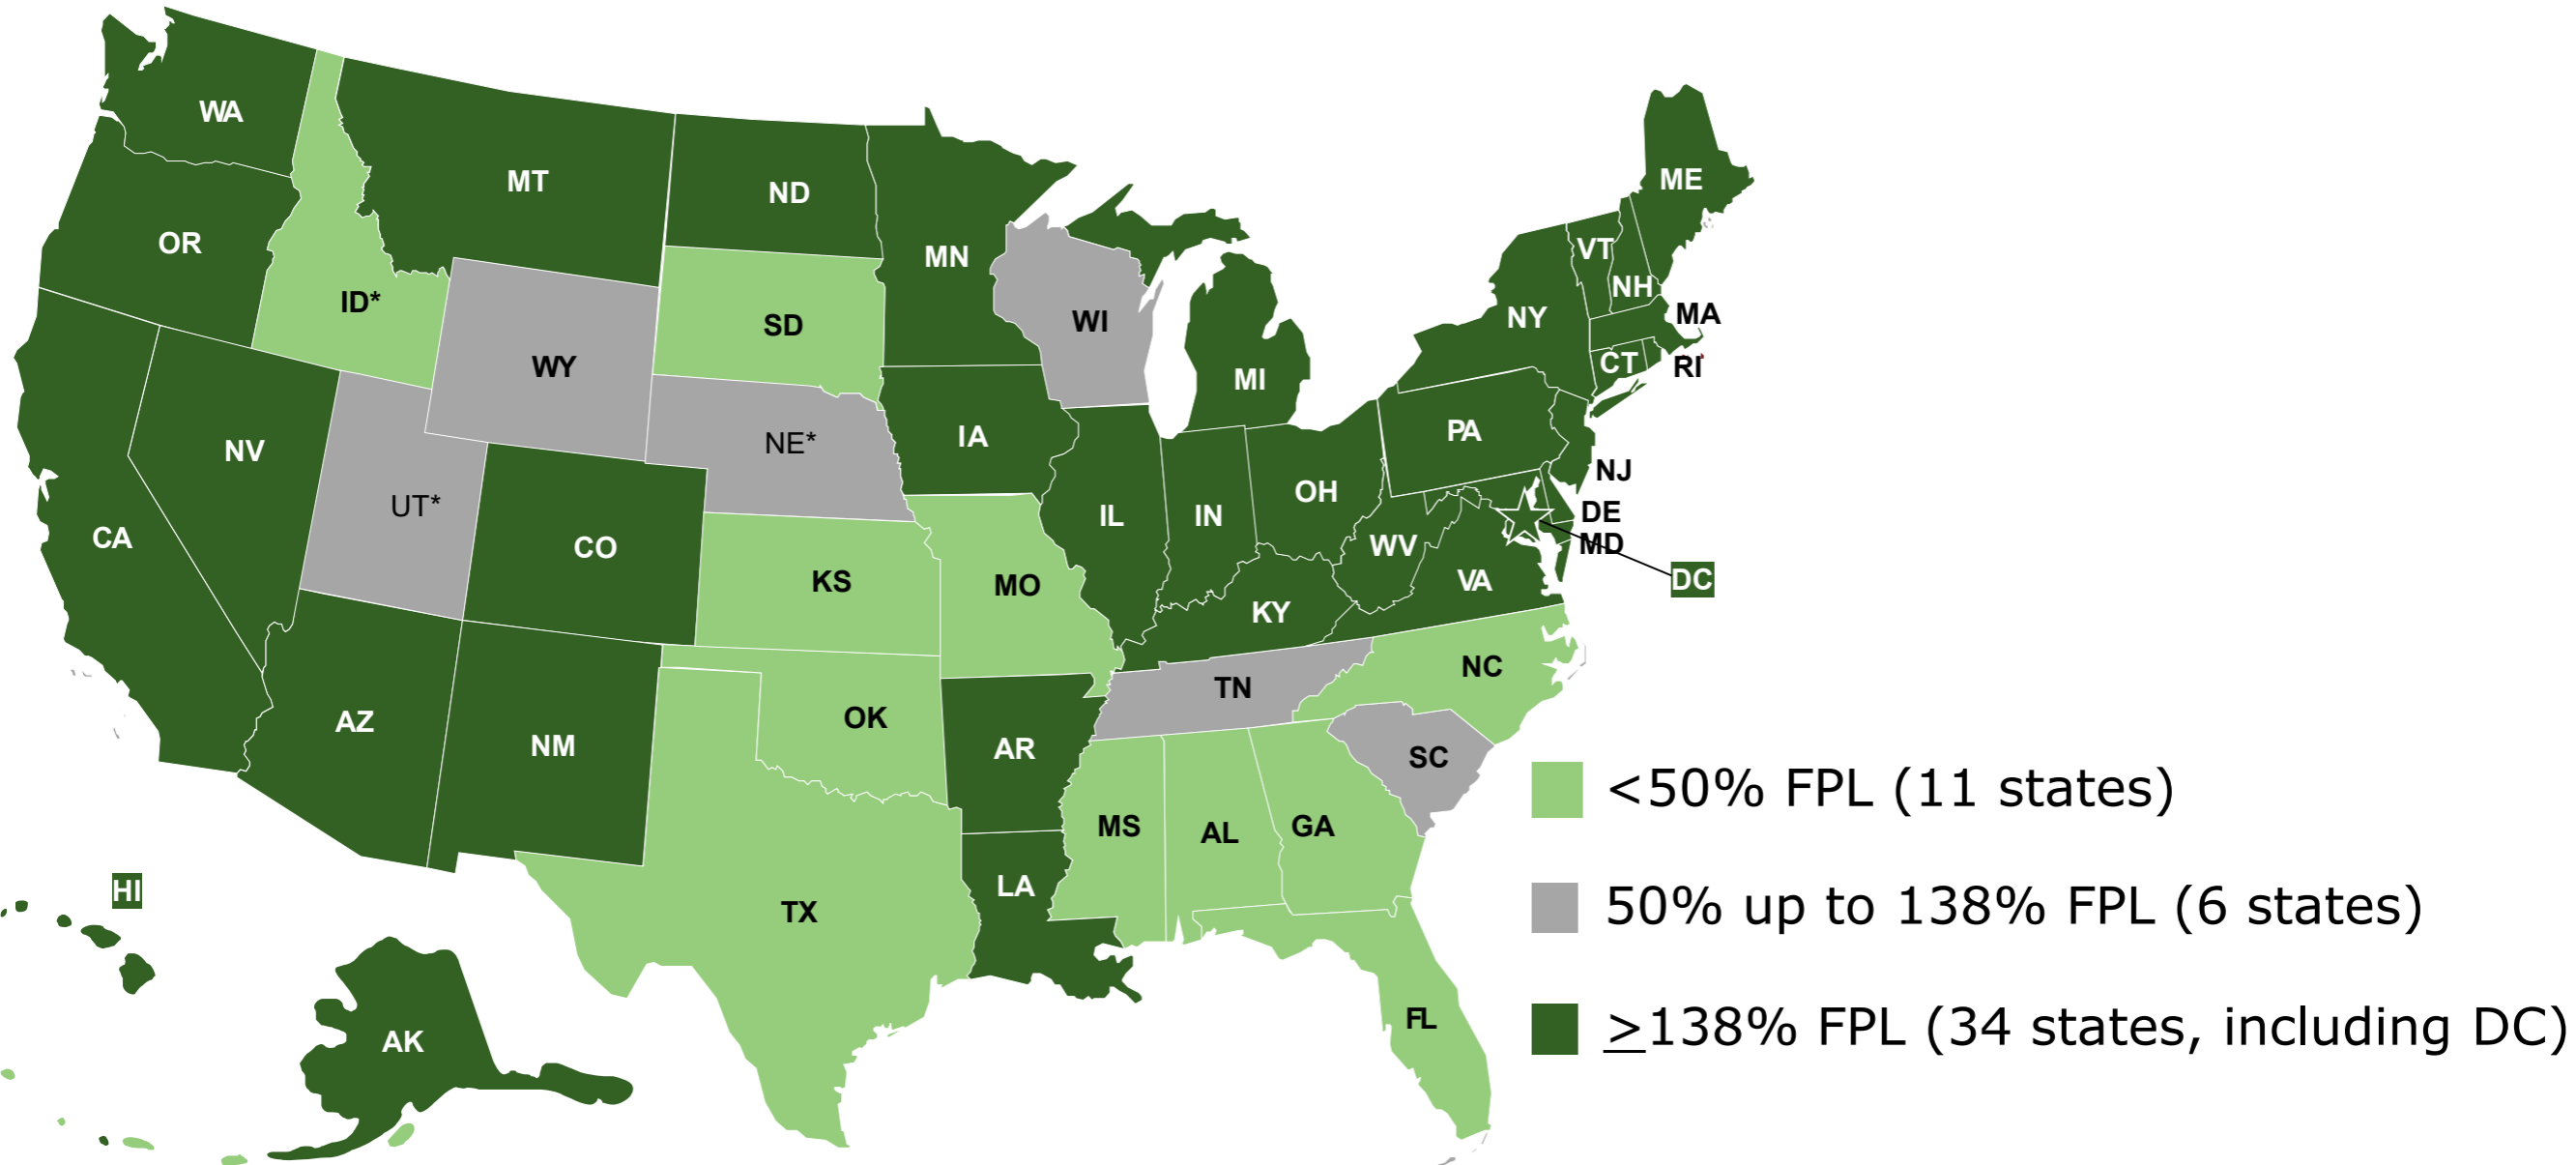 WA
ME
MT
ND
VT
OR
MN
NH
ID*
MA
NY
WI
SD
CT
RI
WY
MI
PA
IA
NE*
NV
NJ
OH
UT*
DE
IL
IN
CA
MD
WV
CO
DC
VA
KS
MO
KY
NC
TN
OK
AZ
NM
AR
SC
<50% FPL (11 states)
MS
AL
GA
LA
HI
TX
50% up to 138% FPL (6 states)
FL
≥138% FPL (34 states, including DC)
AK